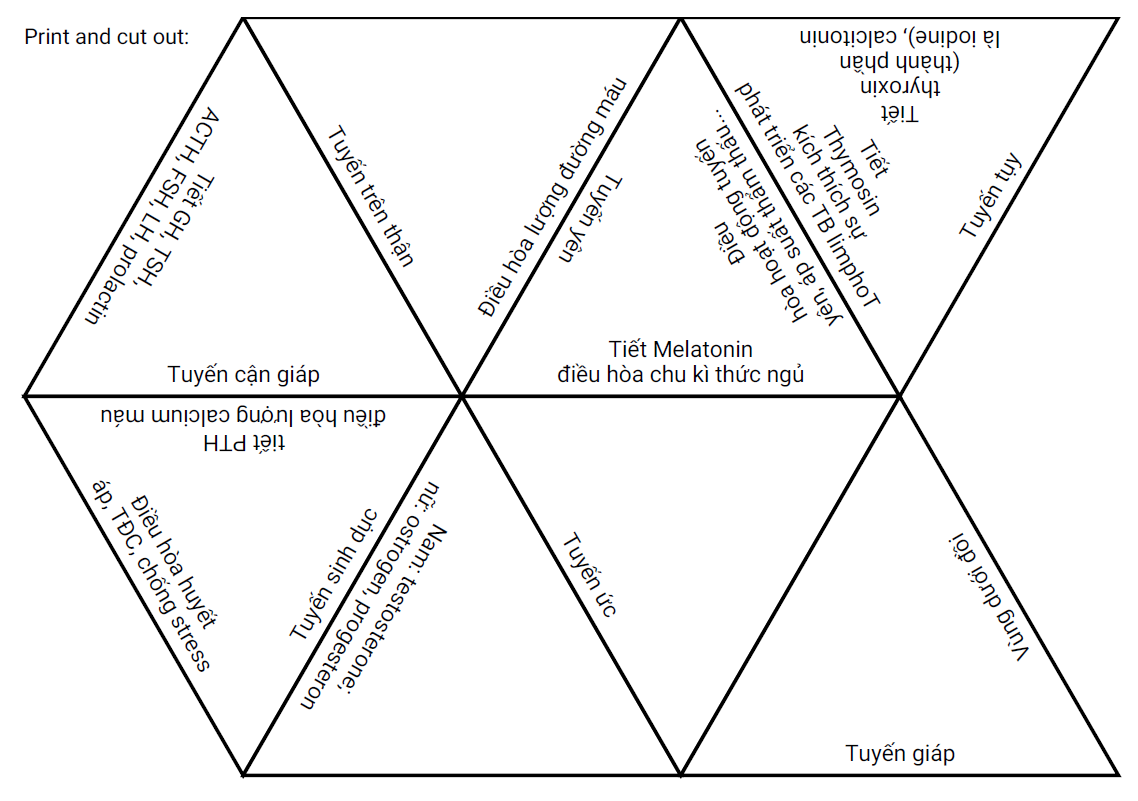 Print and cut out:
Tiết GH, TSH,
ACTH, FSH, LH, prolactin
Tuyến trên thận
Tuyến cận giáp
Điều hòa lượng đường máu
Tuyến yên
Tiết Melatonin
điều hòa chu kì thức ngủ
Điều
hòa hoạt động tuyến
yên, áp suất thẩm thấu...
Tiết
Thymosin
kích thích sự
phát triển các TB limphoT
Tiết
thyroxin
(thành phần
là iodine), calcitonin
Tuyến tụy
tiết PTH
điều hòa lượng calcium máu
Điều hòa huyết
áp, TĐC, chống stress
Tuyến sinh dục
Nam: testosterone;
nữ: ostrogen, progesteron
Tuyến ức
Vùng dưới đồi
Tuyến giáp